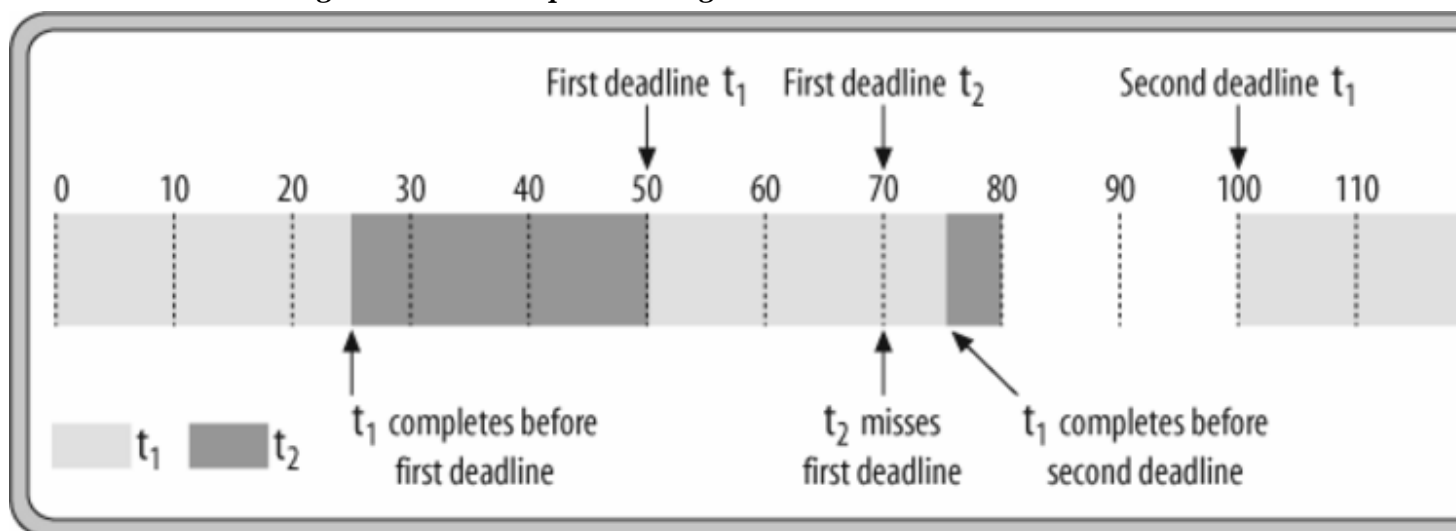 First deadline t₁ First deadline t₂ Second deadline t₁
0 10 20 30 40 50 60 70 80 90 100 110
t₁ t₂
t₁ completes before
first deadline
t₂ misses
first deadline
t₁ completes before
second deadline